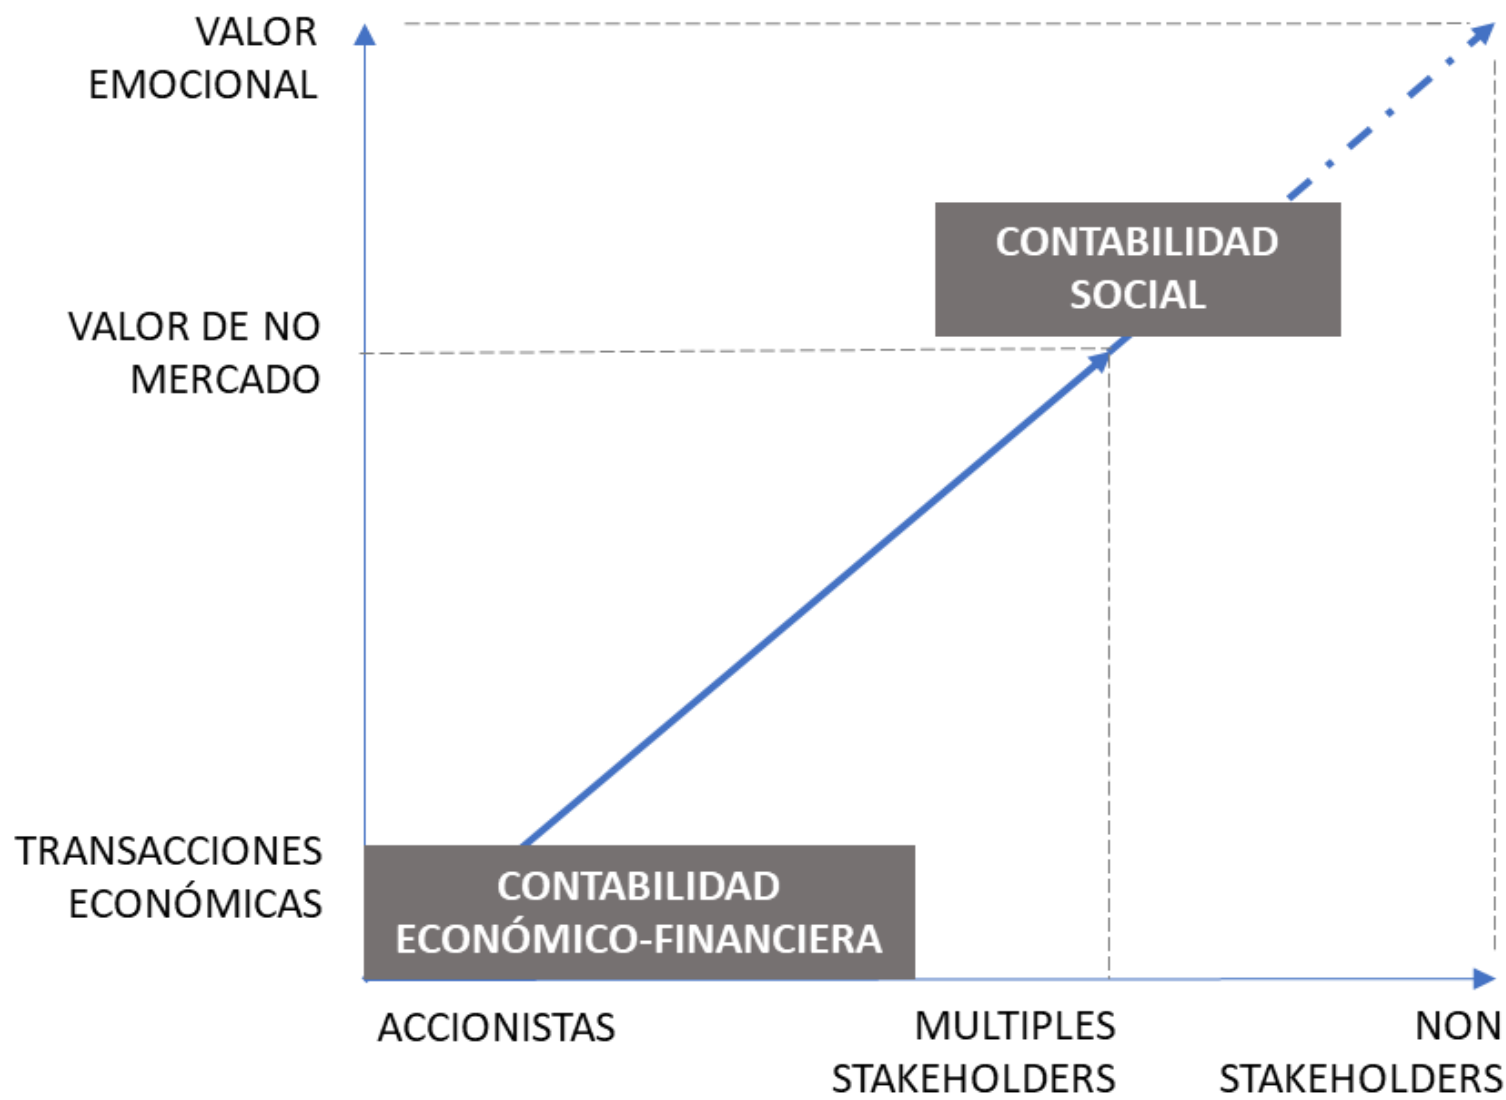 VALOR
EMOCIONAL
CONTABILIDAD
SOCIAL
VALOR DE NO
MERCADO
TRANSACCIONES
ECONÓMICAS
CONTABILIDAD
ECONÓMICO-FINANCIERA
ACCIONISTAS
MULTIPLES
STAKEHOLDERS
NON
STAKEHOLDERS